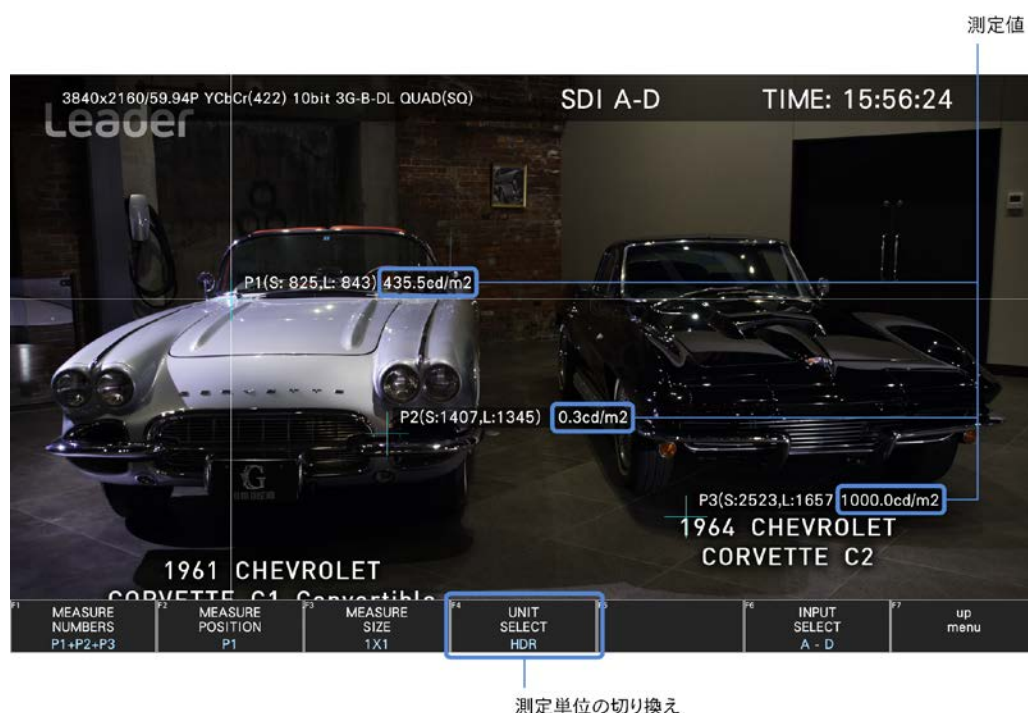 測定値
3840x2160/59.94P YCbCr(422) 10bit 3G-B-DL QUAD(SQ) SDI A-D TIME: 15:56:24
Leader
P1(S: 825,L: 843) 435.5cd/m2
CORVETTE
P2(S:1407,L:1345) 0.3cd/m2
G
P3(S:2523,L:1657 1000.0cd/m2
1964 CHEVROLET
CORVETTE C2
1961 CHEVROLET
CORVETTE C1 Convertible
F1 MEASURE NUMBERS P1+P2+P3
F2 MEASURE POSITION P1
F3 MEASURE SIZE 1X1
F4 UNIT SELECT HDR
F5
F6 INPUT SELECT A - D
F7 up menu
測定単位の切り換え